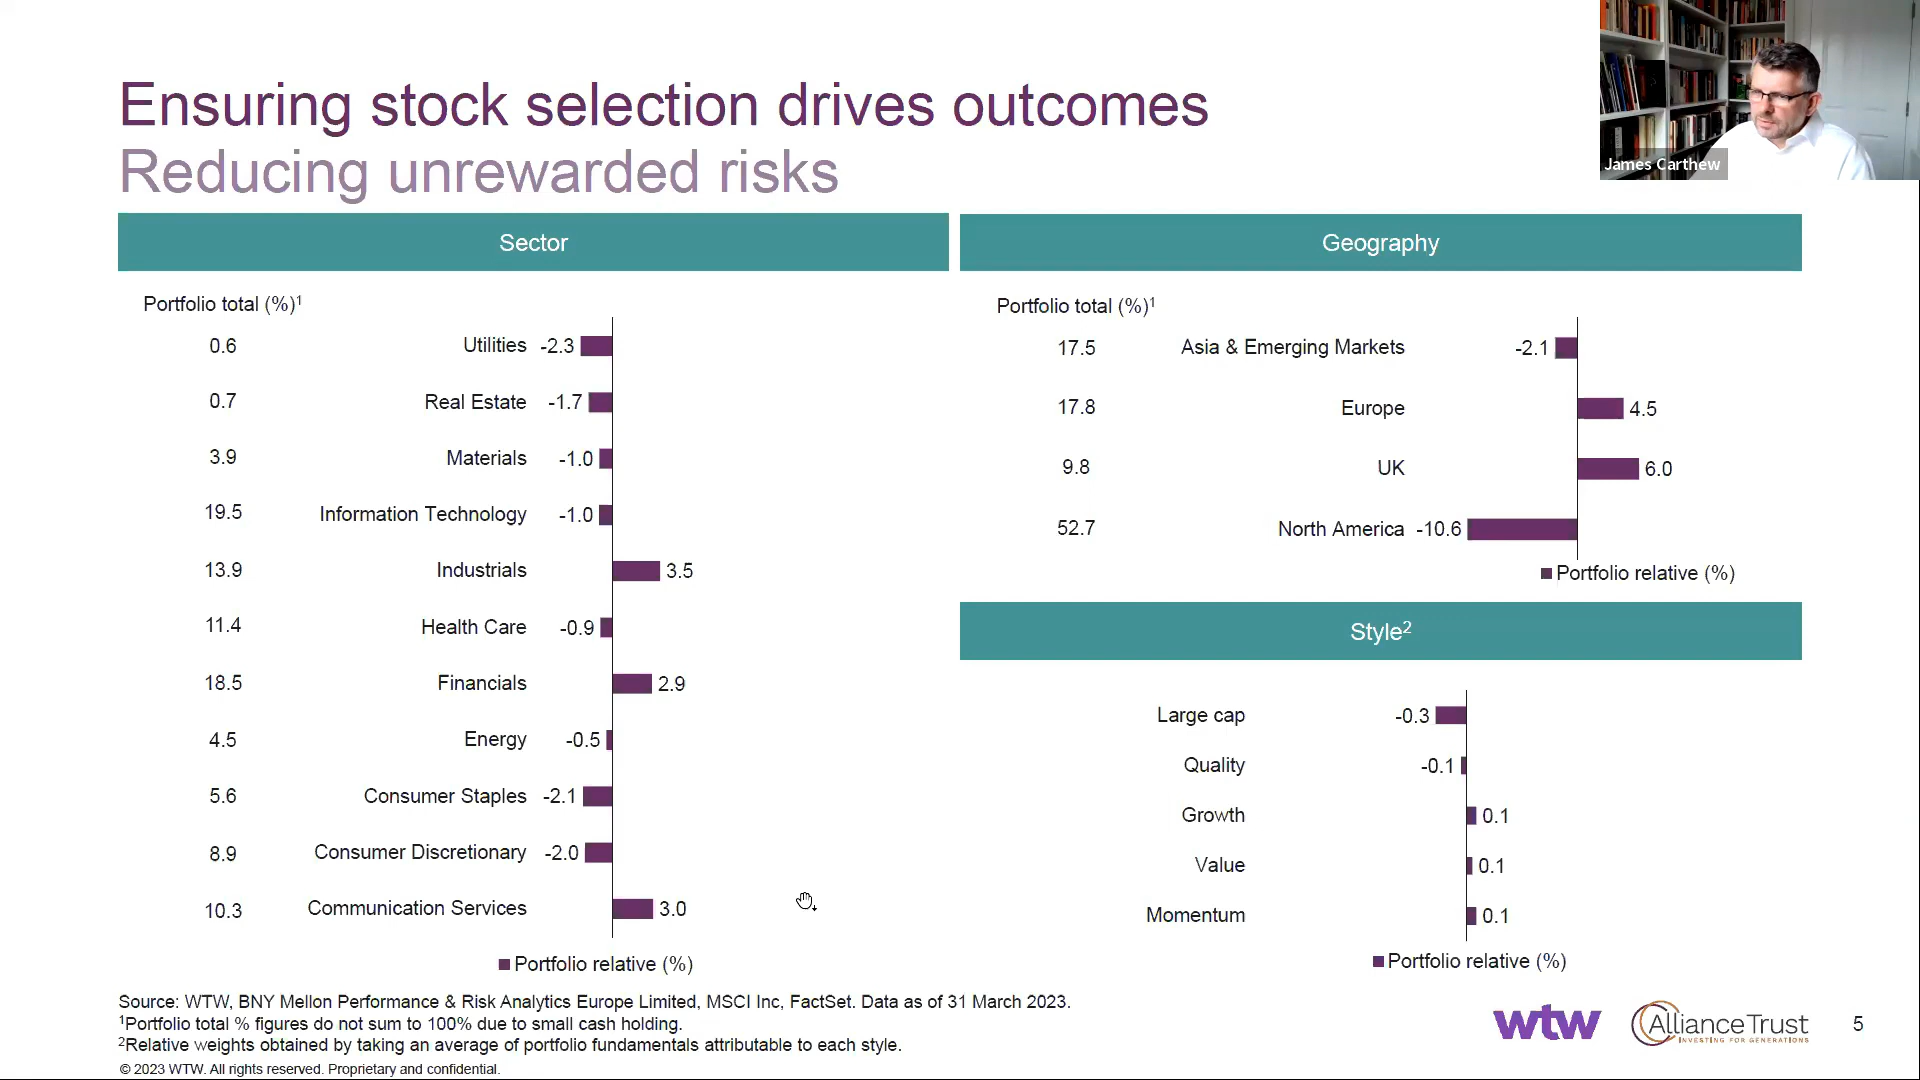 Ensuring stock selection drives outcomes
Reducing unrewarded risks
James Carthew
Sector
Portfolio total (%)¹
0.6 Utilities -2.3
0.7 Real Estate -1.7
3.9 Materials -1.0
19.5 Information Technology -1.0
13.9 Industrials 3.5
11.4 Health Care -0.9
18.5 Financials 2.9
4.5 Energy -0.5
5.6 Consumer Staples -2.1
8.9 Consumer Discretionary -2.0
10.3 Communication Services 3.0
Portfolio relative (%)
Geography
Portfolio total (%)¹
17.5 Asia & Emerging Markets -2.1
17.8 Europe 4.5
9.8 UK 6.0
52.7 North America -10.6
Portfolio relative (%)
Style²
Large cap -0.3
Quality -0.1
Growth 0.1
Value 0.1
Momentum 0.1
Portfolio relative (%)
Source: WTW, BNY Mellon Performance & Risk Analytics Europe Limited, MSCI Inc, FactSet. Data as of 31 March 2023.
¹Portfolio total % figures do not sum to 100% due to small cash holding.
²Relative weights obtained by taking an average of portfolio fundamentals attributable to each style.
© 2023 WTW. All rights reserved. Proprietary and confidential.
wtw
Alliance Trust
INVESTING FOR GENERATIONS
5